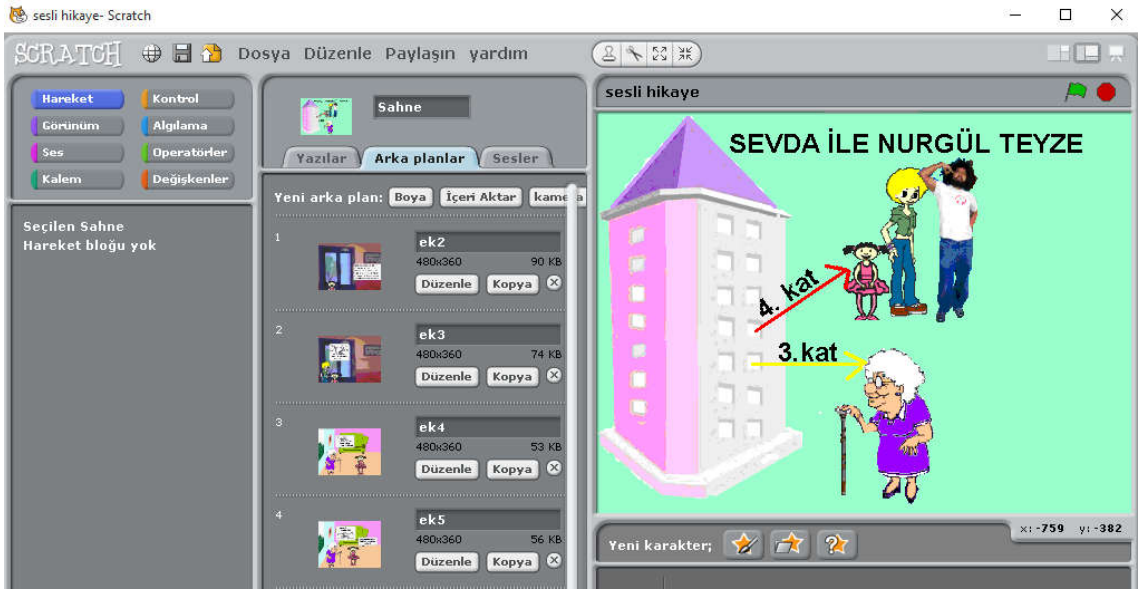 sesli hikaye- Scratch
SCRATCH Dosya Düzenle Paylaşın yardım
Hareket Kontrol
Görünüm Algılama
Ses Operatörler
Kalem Değişkenler
Seçilen Sahne
Hareket bloğu yok
Sahne
Yazılar Arka planlar Sesler
Yeni arka plan: Boya İçeri Aktar kamera
1
ek2
480x360 90 KB
Düzenle Kopya
2
ek3
480x360 74 KB
Düzenle Kopya
3
ek4
480x360 53 KB
Düzenle Kopya
4
ek5
480x360 56 KB
Düzenle Kopya
sesli hikaye
SEVDA İLE NURGÜL TEYZE
4. kat
3.kat
x: -759 y: -382
Yeni karakter;